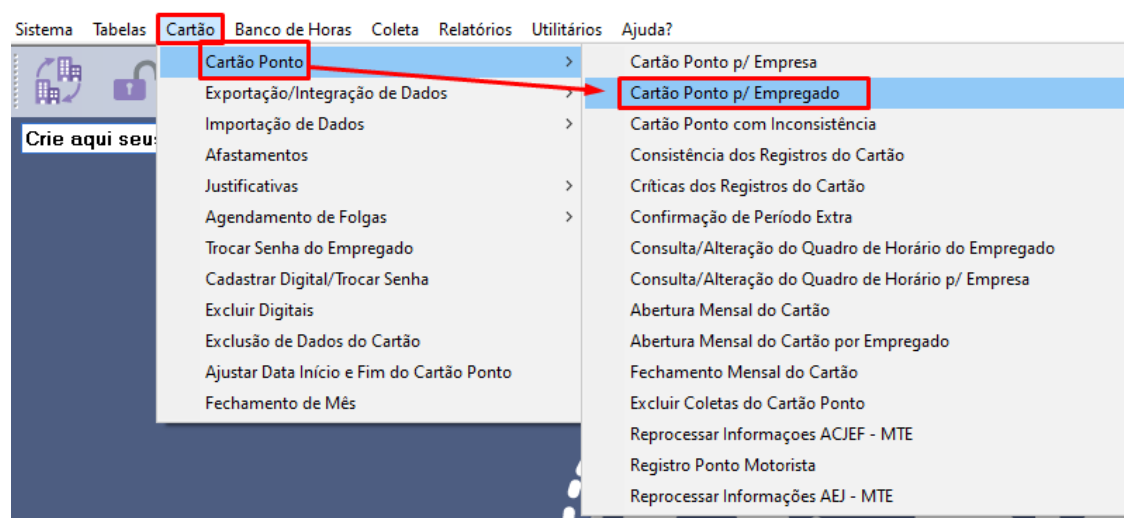 Sistema Tabelas Cartão Banco de Horas Coleta Relatórios Utilitários Ajuda?
Crie aqui seu
Cartão Ponto
Exportação/Integração de Dados
Importação de Dados
Afastamentos
Justificativas
Agendamento de Folgas
Trocar Senha do Empregado
Cadastrar Digital/Trocar Senha
Excluir Digitais
Exclusão de Dados do Cartão
Ajustar Data Início e Fim do Cartão Ponto
Fechamento de Mês
Cartão Ponto p/ Empresa
Cartão Ponto p/ Empregado
Cartão Ponto com Inconsistência
Consistência dos Registros do Cartão
Críticas dos Registros do Cartão
Confirmação de Período Extra
Consulta/Alteração do Quadro de Horário do Empregado
Consulta/Alteração do Quadro de Horário p/ Empresa
Abertura Mensal do Cartão
Abertura Mensal do Cartão por Empregado
Fechamento Mensal do Cartão
Excluir Coletas do Cartão Ponto
Reprocessar Informaçoes ACJEF - MTE
Registro Ponto Motorista
Reprocessar Informações AEJ - MTE